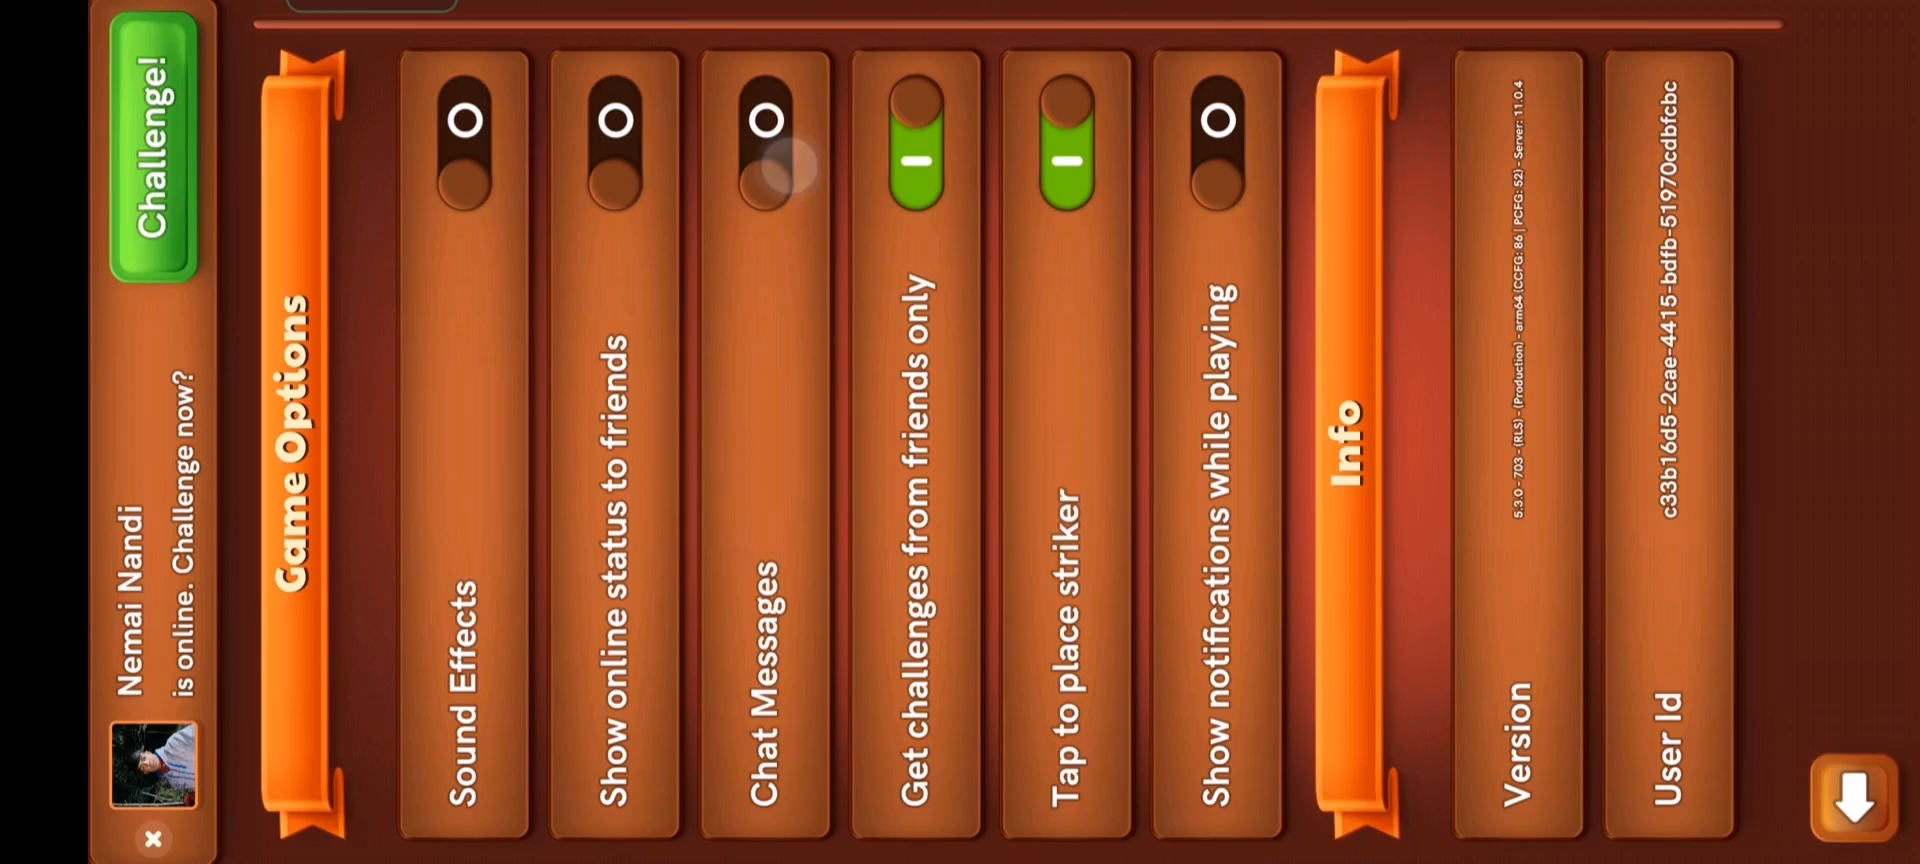 Nemai Nandi
is online. Challenge now?
Challenge!
Game Options
Sound Effects
Show online status to friends
Chat Messages
Get challenges from friends only
Tap to place striker
Show notifications while playing
Info
Version 5.3.0 - 703 - (RLS) - (Production) - arm64 (CCFG: 86 | PCFG: 52) - Server: 11.0.4
User Id c33b16d5-2cae-4415-bdfb-51970cdbfcbc